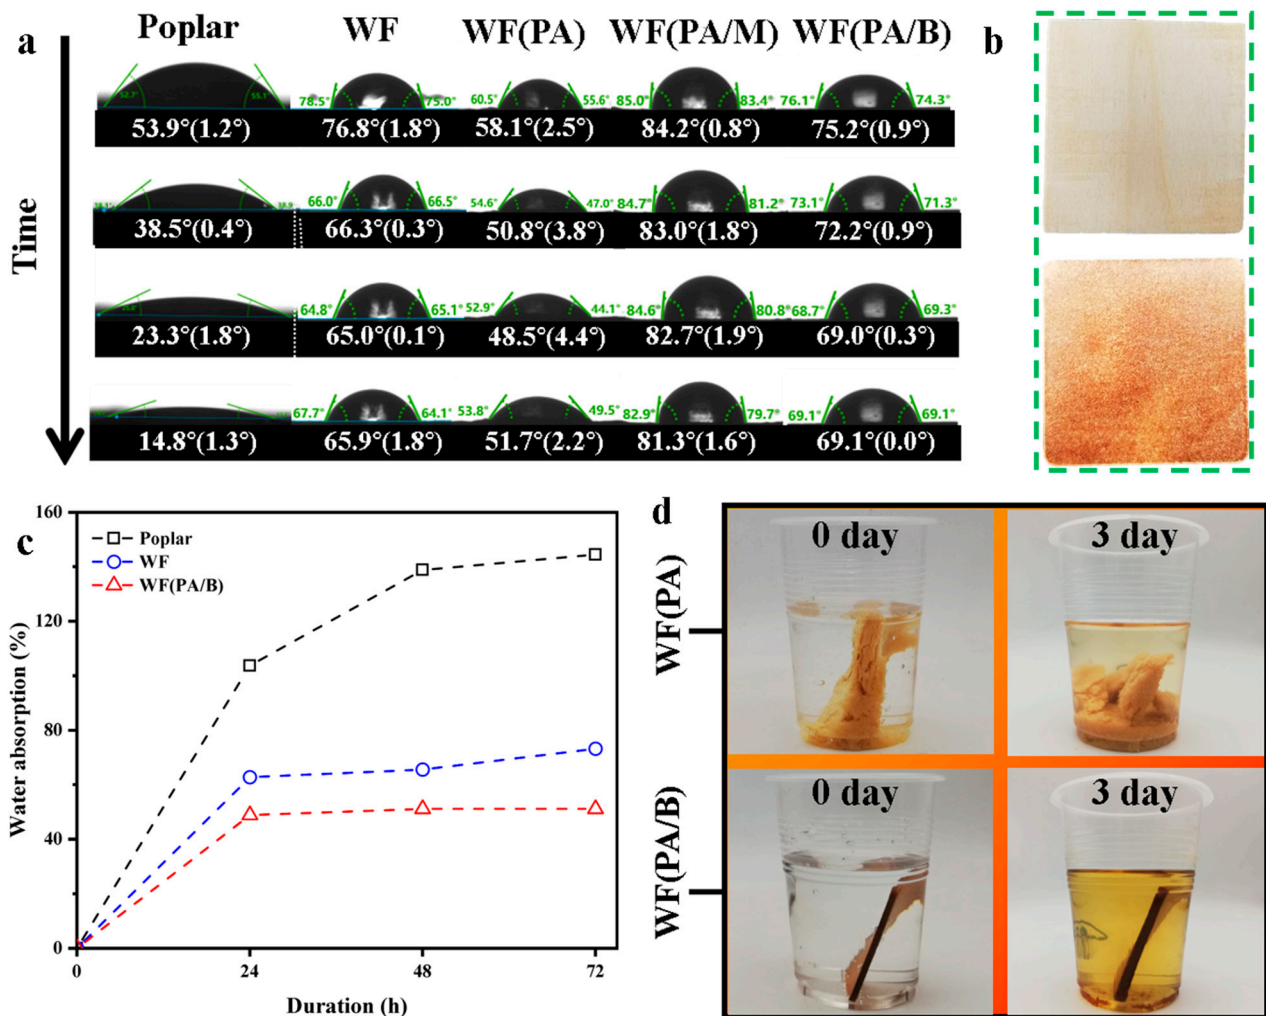 a
Poplar WF WF(PA) WF(PA/M) WF(PA/B)
b
Time
52.7° 55.1° 78.5° 75.0° 60.5° 55.6° 85.0° 83.4° 76.1° 74.3°
53.9°(1.2°) 76.8°(1.8°) 58.1°(2.5°) 84.2°(0.8°) 75.2°(0.9°)
66.0° 66.5° 54.6° 47.0° 84.7° 81.2° 73.1° 71.3°
38.5°(0.4°) 66.3°(0.3°) 50.8°(3.8°) 83.0°(1.8°) 72.2°(0.9°)
64.8° 65.1° 52.9° 44.1° 84.6° 80.8° 68.7° 69.3°
23.3°(1.8°) 65.0°(0.1°) 48.5°(4.4°) 82.7°(1.9°) 69.0°(0.3°)
67.7° 64.1° 53.8° 49.5° 82.9° 79.7° 69.1° 69.1°
14.8°(1.3°) 65.9°(1.8°) 51.7°(2.2°) 81.3°(1.6°) 69.1°(0.0°)
c
Water absorption (%)
160
120
80
40
0
Poplar
WF
WF(PA/B)
0 24 48 72
Duration (h)
d
0 day 3 day
WF(PA)
0 day 3 day
WF(PA/B)